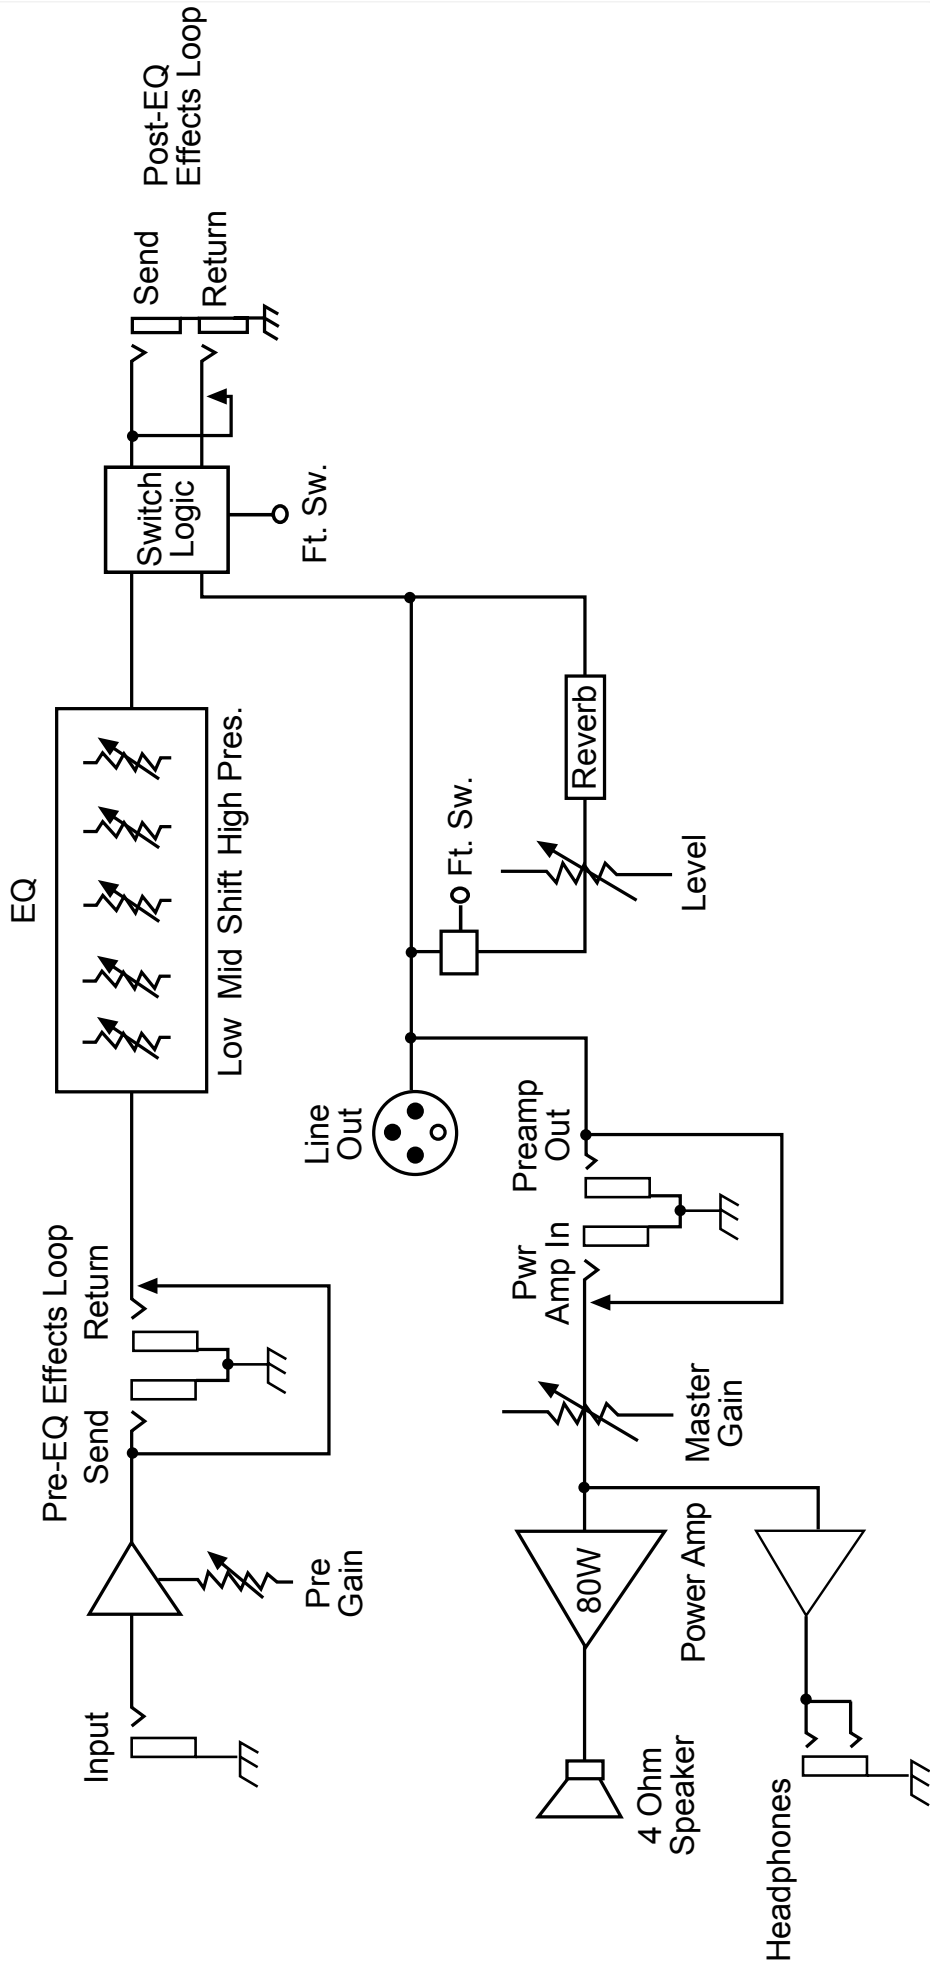 Input
Pre
Gain
Pre-EQ Effects Loop
Send
Return
EQ
Low
Mid
Shift
High
Pres.
Switch
Logic
Ft. Sw.
Send
Return
Post-EQ
Effects Loop
Headphones
4 Ohm
Speaker
80W
Power Amp
Master
Gain
Pwr
Amp In
Preamp
Out
Line
Out
Ft. Sw.
Level
Reverb